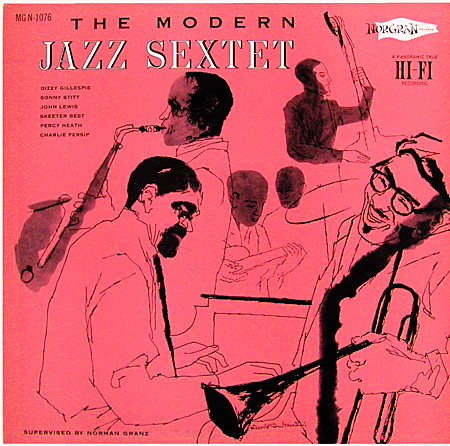 MG N-1076
THE MODERN
JAZZ SEXTET
NORGRAN
A PANORAMIC TRUE
HI-FI
RECORDING
DIZZY GILLESPIE
SONNY STITT
JOHN LEWIS
SKEETER BEST
PERCY HEATH
CHARLIE PERSIP
SUPERVISED BY NORMAN GRANZ